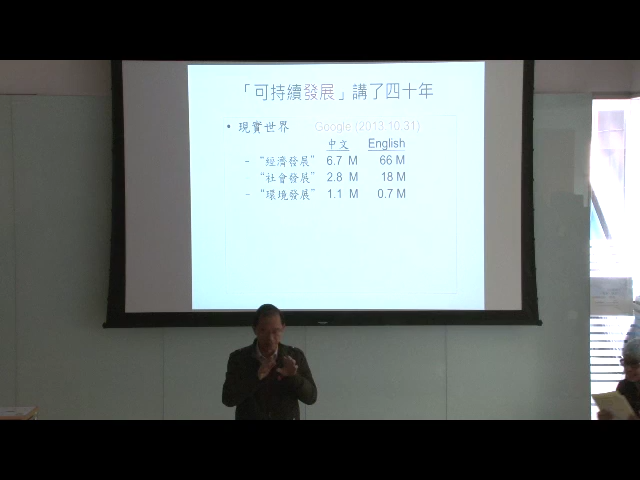 「可持續發展」講了四十年
• 現實世界 Google (2013.10.31)
中文 English
- “經濟發展” 6.7 M 66 M
- “社會發展” 2.8 M 18 M
- “環境發展” 1.1 M 0.7 M